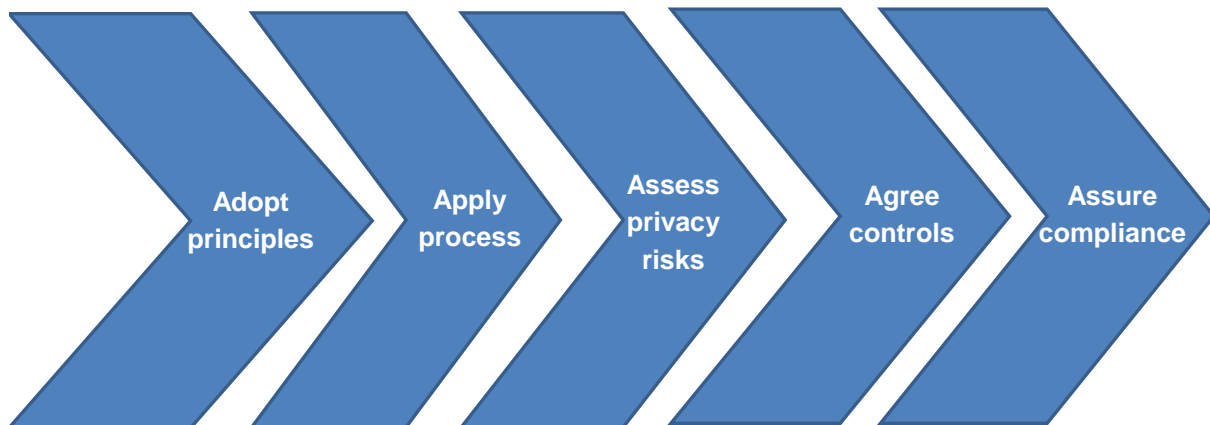 Adopt
principles
Apply
process
Assess
privacy
risks
Agree
controls
Assure
compliance